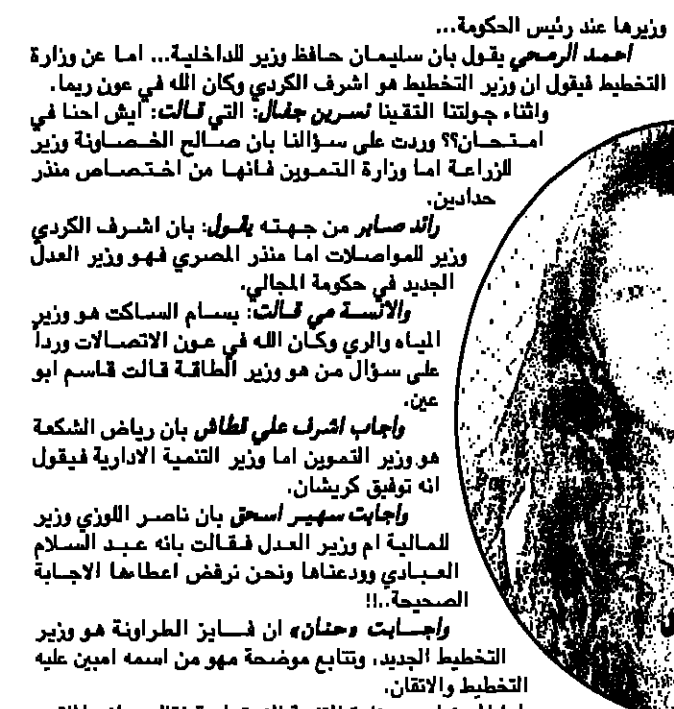 وزيرها عند رئيس الحكومة...
احمد الرمحي يقول بان سليمان حافظ وزير للداخلية... اما عن وزارة
التخطيط فيقول ان وزير التخطيط هو اشرف الكردي وكان الله في عون ريما.
واثناء جولتنا التقينا نسرين جفال: التي قالت: ايش احنا في
امتحان؟؟ وردت على سؤالنا بان صالح الخصاونة وزير
للزراعة اما وزارة التموين فانها من اختصاص منذر
حدادين.
رائد صابر من جهته يقول: بان اشرف الكردي
وزير للمواصلات اما منذر المصري فهو وزير العدل
الجديد في حكومة المجالي.
والانسة مي قالت: بسام الساكت هو وزير
المياه والري وكان الله في عون الاتصالات ورداً
على سؤال من هو وزير الطاقة قالت قاسم ابو
عين.
واجاب اشرف علي قطاش بان رياض الشكعة
هو وزير التموين اما وزير التنمية الادارية فيقول
انه توفيق كريشان.
واجابت سهير اسحق بان ناصر اللوزي وزير
للمالية ام وزير العدل فقالت بانه عبد السلام
العبادي وودعناها ونحن نرفض اعطاءها الاجابة
الصحيحة..!!
واجابت «حنان» ان فايز الطراونة هو وزير
التخطيط الجديد، وتتابع موضحة مهو من اسمه امبين عليه
التخطيط والاتقان.